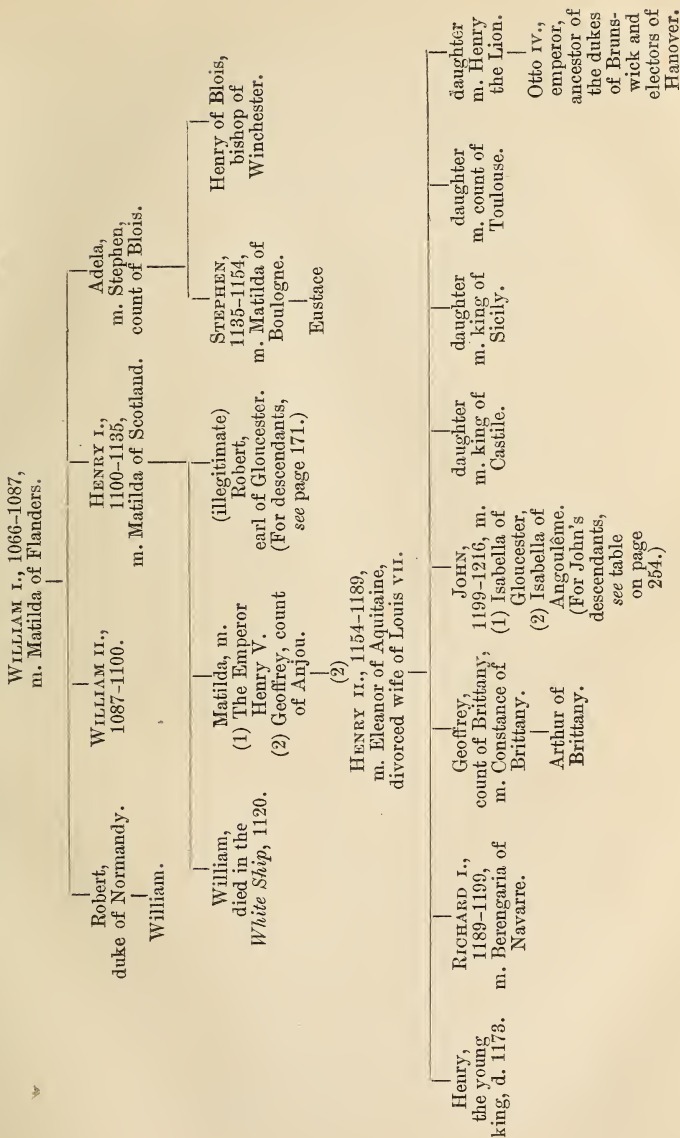 WILLIAM I., 1066–1087,
m. Matilda of Flanders.
Robert,
duke of Normandy.
William.
WILLIAM II.,
1087–1100.
HENRY I.,
1100–1135,
m. Matilda of Scotland.
Adela,
m. Stephen,
count of Blois.
William,
died in the
White Ship, 1120.
Matilda, m.
(1) The Emperor
Henry V.
(2) Geoffrey, count
of Anjou.
(illegitimate)
Robert,
earl of Gloucester.
(For descendants,
see page 171.)
STEPHEN,
1135–1154,
m. Matilda of
Boulogne.
Eustace
Henry of Blois,
bishop of
Winchester.
(2)
HENRY II., 1154–1189,
m. Eleanor of Aquitaine,
divorced wife of Louis VII.
Henry,
the young
king, d. 1173.
RICHARD I.,
1189–1199,
m. Berengaria of
Navarre.
Geoffrey,
count of Brittany,
m. Constance of
Brittany.
Arthur of
Brittany.
JOHN,
1199–1216, m.
(1) Isabella of
Gloucester,
(2) Isabella of
Angoulême.
(For John's
descendants,
see table
on page
254.)
daughter
m. king of
Castile.
daughter
m. king of
Sicily.
daughter
m. count of
Toulouse.
daughter
m. Henry
the Lion.
Otto IV.,
emperor,
ancestor of
the dukes
of Bruns-
wick and
electors of
Hanover.